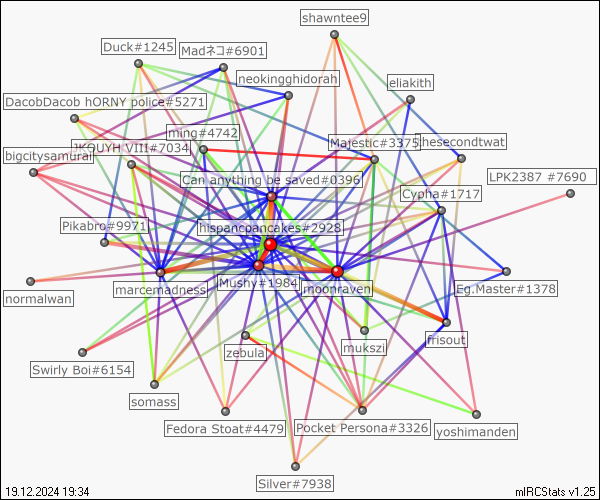 shawntee9
Duck#1245
Madネコ#6901
neokingghidorah
eliakith
DacobDacob hORNY police#5271
ming#4742
Majestic#3375
thesecondtwat
bigcitysamurai
JKQUYH VIII#7034
LPK2387 #7690
Can anything be saved#0396
Cypha#1717
Pikabro#9971
hispancpancakes#2928
marcemadness
Mushy#1984
moonraven
Eg.Master#1378
normalwan
mukszi
frisout
zebula
Swirly Boi#6154
somass
Fedora Stoat#4479
Pocket Persona#3326
yoshimanden
Silver#7938
19.12.2024 19:34
mIRCStats v1.25